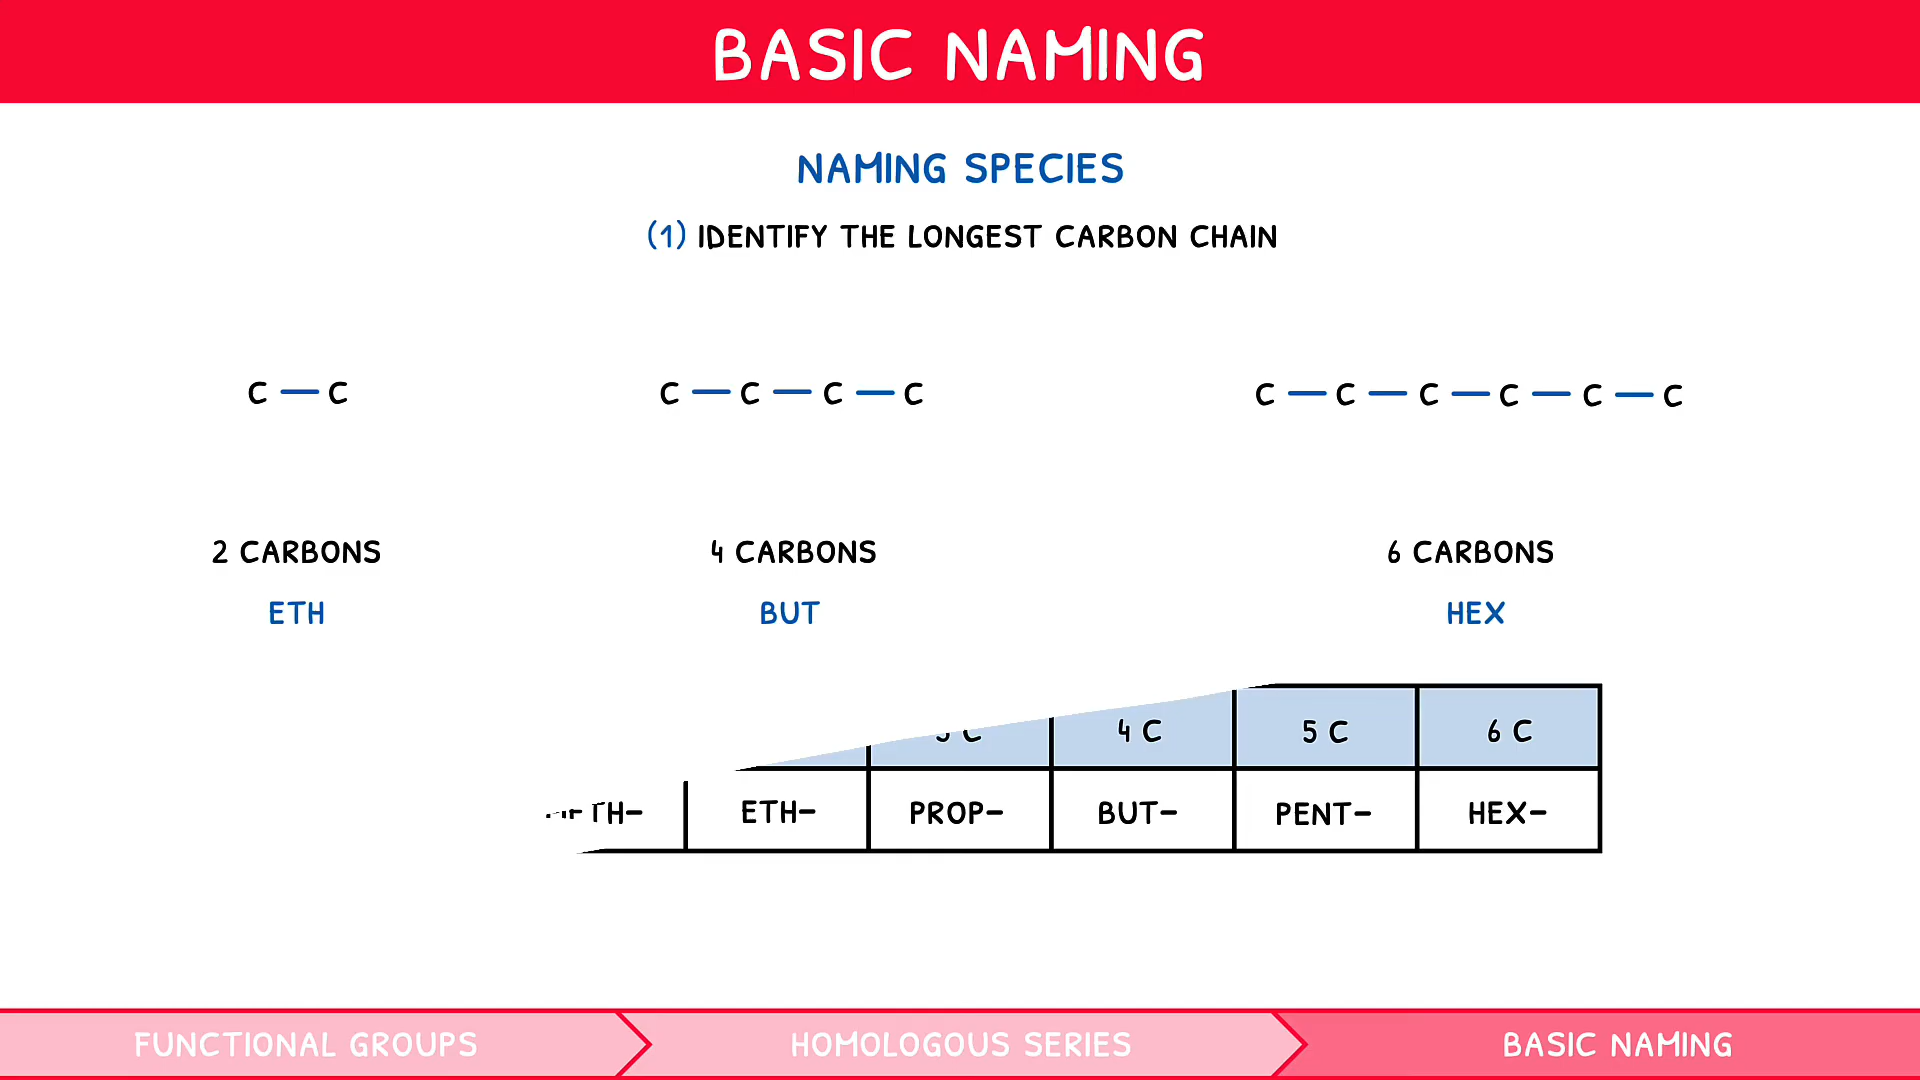 BASIC NAMING
NAMING SPECIES
(1) IDENTIFY THE LONGEST CARBON CHAIN
C — C
C — C — C — C
C — C — C — C — C — C
2 CARBONS
4 CARBONS
6 CARBONS
ETH
BUT
HEX
4 C
5 C
6 C
ETH–
PROP–
BUT–
PENT–
HEX–
FUNCTIONAL GROUPS
HOMOLOGOUS SERIES
BASIC NAMING